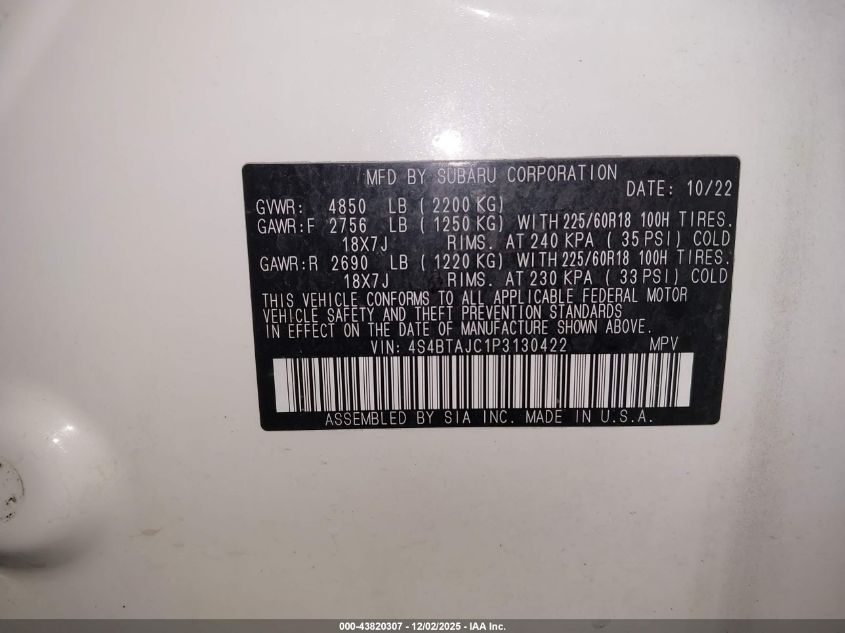 MFD BY SUBARU CORPORATION
DATE: 10/22
GVWR: 4850 LB ( 2200 KG)
GAWR:F 2756 LB ( 1250 KG) WITH 225/60R18 100H TIRES.
18X7J RIMS. AT 240 KPA ( 35 PSI) COLD
GAWR:R 2690 LB ( 1220 KG) WITH 225/60R18 100H TIRES.
18X7J RIMS. AT 230 KPA ( 33 PSI) COLD
THIS VEHICLE CONFORMS TO ALL APPLICABLE FEDERAL MOTOR
VEHICLE SAFETY AND THEFT PREVENTION STANDARDS
IN EFFECT ON THE DATE OF MANUFACTURE SHOWN ABOVE.
VIN: 4S4BTAJC1P3130422 MPV
ASSEMBLED BY SIA INC. MADE IN U.S.A.
000-43820307 - 12/02/2025 - IAA Inc.